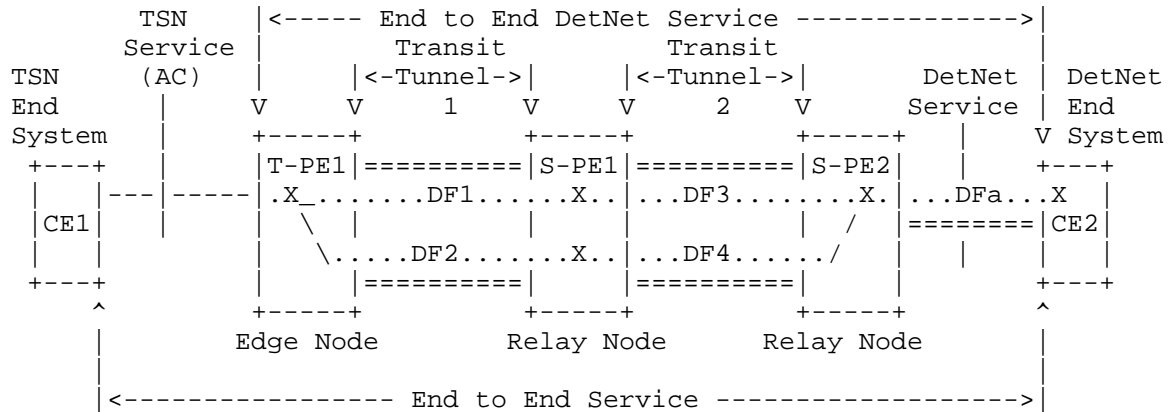 TSN       |<----- End to End DetNet Service -------------->|
       Service     |         Transit          Transit               |
TSN     (AC)       |      |<-Tunnel->|      |<-Tunnel->|       DetNet | DetNet
End       |        V      V     1    V      V     2    V      Service | End
System    |        +-----+           +-----+           +-----+    |   V System
 +---+    |        |T-PE1|==========|S-PE1|==========|S-PE2|    |   +---+
 |   |---|-----|.X_.......DF1.......X..|...DF3........X.|...DFa...X |
 |CE1|    |        |  \  |          |     |          |  /  |========|CE2|
 |   |             |   \.....DF2.......X..|...DF4....../   |    |   |   |
 +---+             |     |==========|     |==========|     |        +---+
   ^               +-----+          +-----+          +-----+          ^
   |              Edge Node        Relay Node       Relay Node        |
   |                                                                  |
   |<----------------- End to End Service ------------------->|